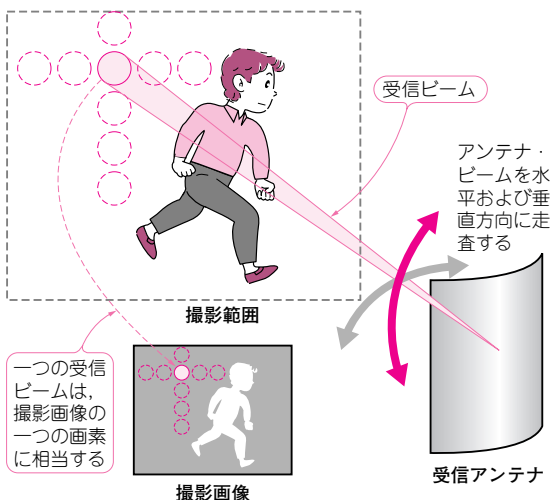 受信ビーム
アンテナ・
ビームを水
平および垂
直方向に走
査する
撮影範囲
一つの受信
ビームは，
撮影画像の
一つの画素
に相当する
受信アンテナ
撮影画像